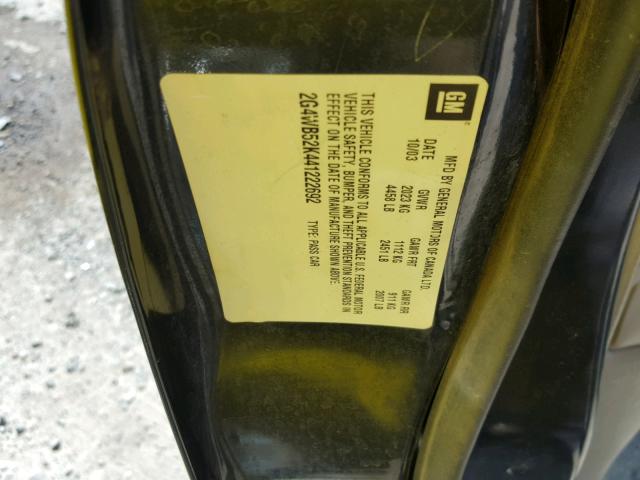 GM
MFD BY GENERAL MOTORS OF CANADA LTD.
DATE GVWR GAWR FRT GAWR RR
10/03 2023 KG 1112 KG 911 KG
4458 LB 2451 LB 2007 LB
THIS VEHICLE CONFORMS TO ALL APPLICABLE U.S. FEDERAL MOTOR
VEHICLE SAFETY, BUMPER, AND THEFT PREVENTION STANDARDS IN
EFFECT ON THE DATE OF MANUFACTURE SHOWN ABOVE.
2G4WB52K441222692 TYPE: PASS CAR